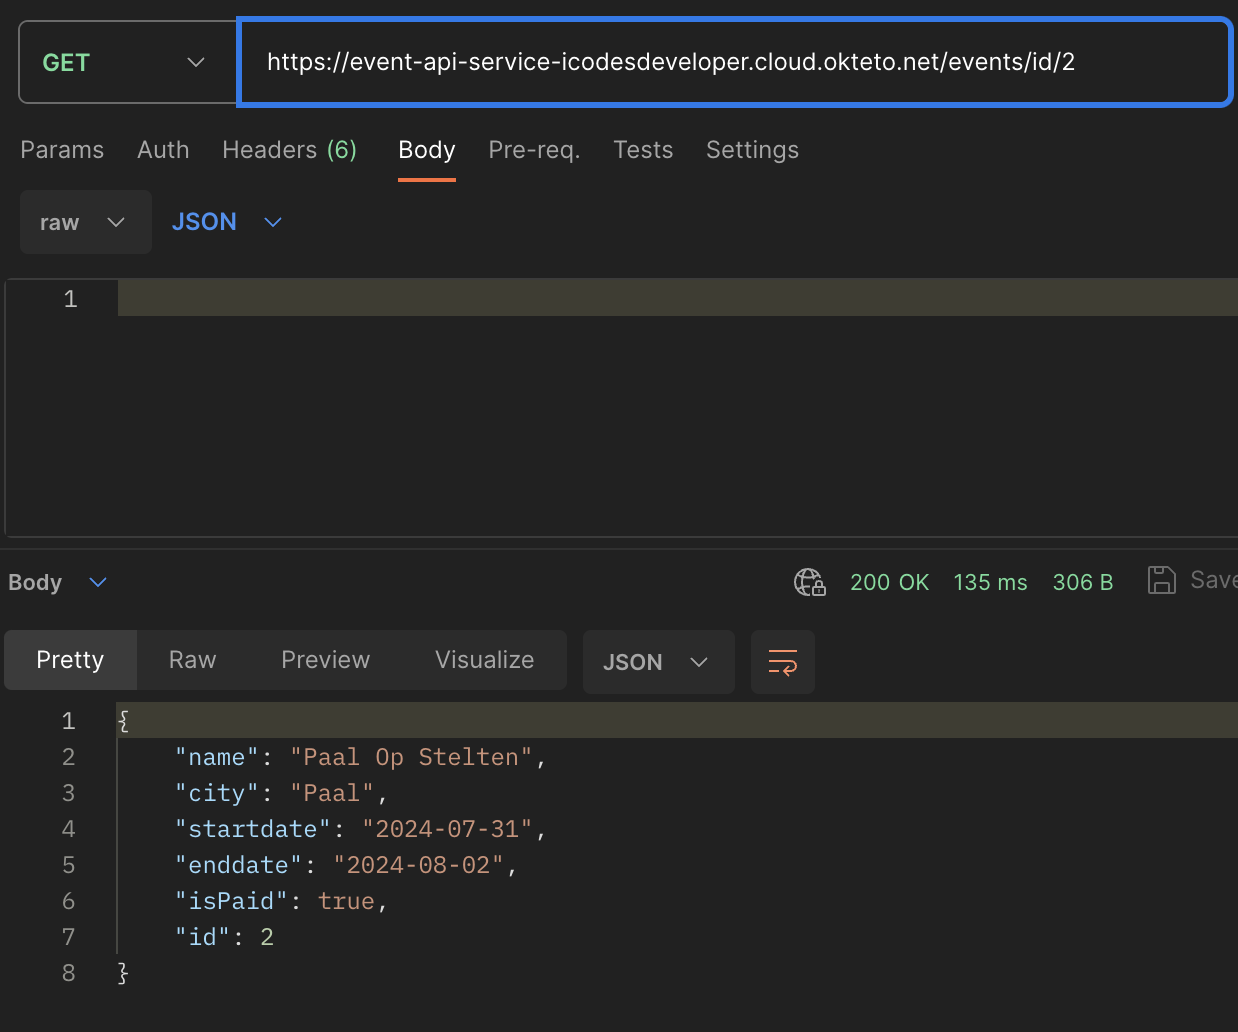 GET https://event-api-service-icodesdeveloper.cloud.okteto.net/events/id/2
Params Auth Headers (6) Body Pre-req. Tests Settings
raw JSON
1
Body 200 OK 135 ms 306 B Save
Pretty Raw Preview Visualize JSON
1 {
2 "name": "Paal Op Stelten",
3 "city": "Paal",
4 "startdate": "2024-07-31",
5 "enddate": "2024-08-02",
6 "isPaid": true,
7 "id": 2
8 }